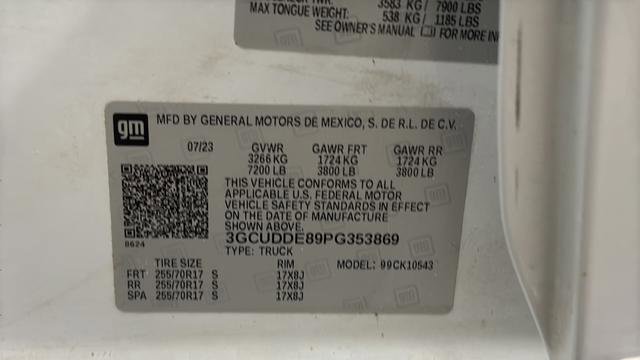 3583 KG/ 7900 LBS
MAX TONGUE WEIGHT: 538 KG/ 1185 LBS
SEE OWNER'S MANUAL FOR MORE
gm MFD BY GENERAL MOTORS DE MEXICO, S. DE R.L. DE C.V.
07/23 GVWR GAWR FRT GAWR RR
3266 KG 1724 KG 1724 KG
7200 LB 3800 LB 3800 LB
THIS VEHICLE CONFORMS TO ALL
APPLICABLE U.S. FEDERAL MOTOR
VEHICLE SAFETY STANDARDS IN EFFECT
ON THE DATE OF MANUFACTURE
SHOWN ABOVE.
8624 3GCUDDE89PG353869
TYPE: TRUCK
TIRE SIZE RIM MODEL: 99CK10543
FRT 255/70R17 S 17X8J
RR 255/70R17 S 17X8J
SPA 255/70R17 S 17X8J